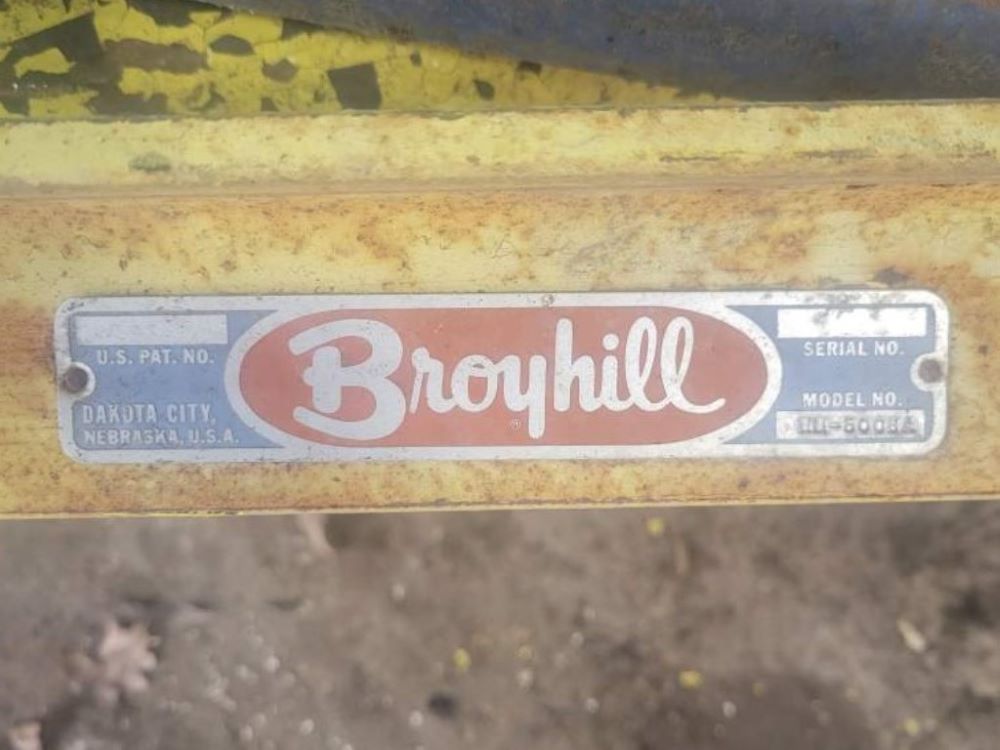 U.S. PAT. NO.
DAKOTA CITY,
NEBRASKA, U.S.A.
Broyhill
®
SERIAL NO.
MODEL NO.